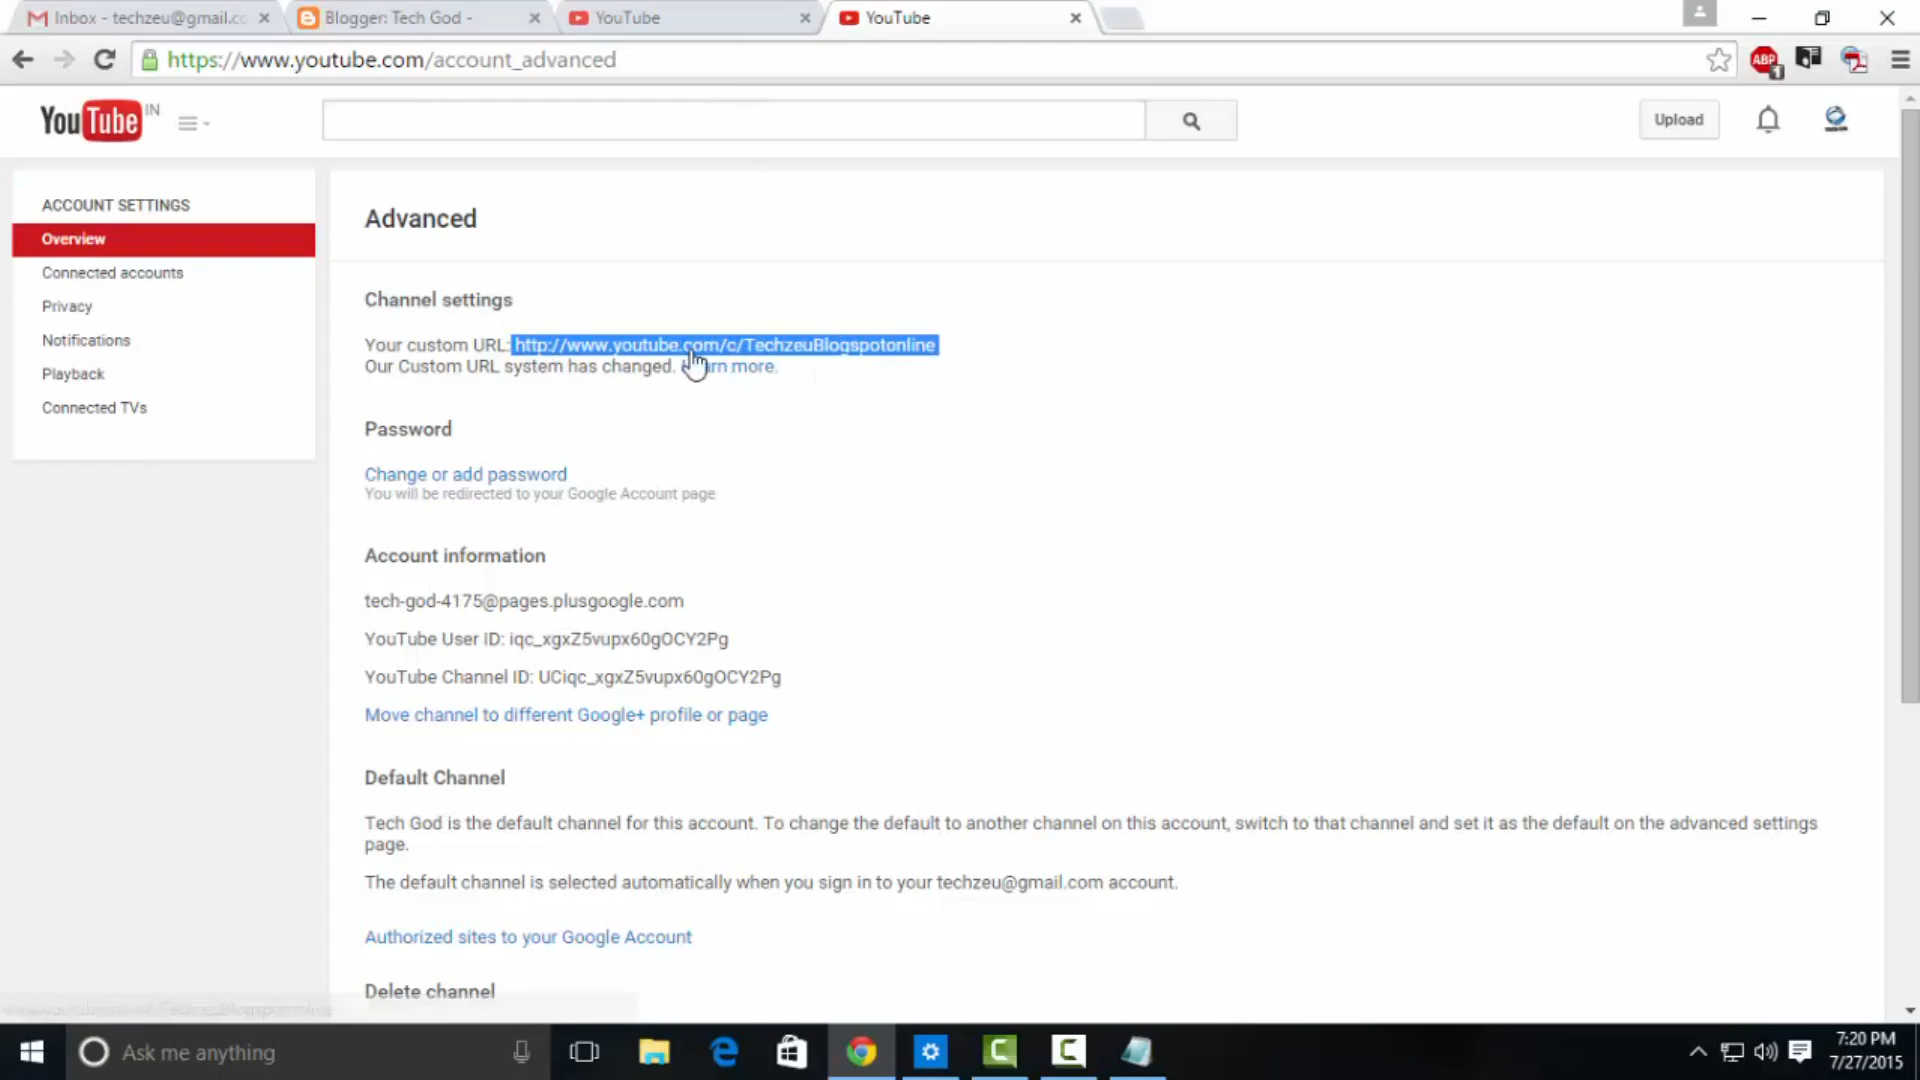 Inbox - techzeu@gmail.cc
Blogger: Tech God -
YouTube
YouTube
https://www.youtube.com/account_advanced
ABP
1
YouTube IN
Upload
ACCOUNT SETTINGS
Overview
Connected accounts
Privacy
Notifications
Playback
Connected TVs
Advanced
Channel settings
Your custom URL: http://www.youtube.com/c/TechzeuBlogspotonline
Our Custom URL system has changed. rn more.
Password
Change or add password
You will be redirected to your Google Account page
Account information
tech-god-4175@pages.plusgoogle.com
YouTube User ID: iqc_xgxZ5vupx60gOCY2Pg
YouTube Channel ID: UCiqc_xgxZ5vupx60gOCY2Pg
Move channel to different Google+ profile or page
Default Channel
Tech God is the default channel for this account. To change the default to another channel on this account, switch to that channel and set it as the default on the advanced settings
page.
The default channel is selected automatically when you sign in to your techzeu@gmail.com account.
Authorized sites to your Google Account
Delete channel
Ask me anything
7:20 PM
7/27/2015